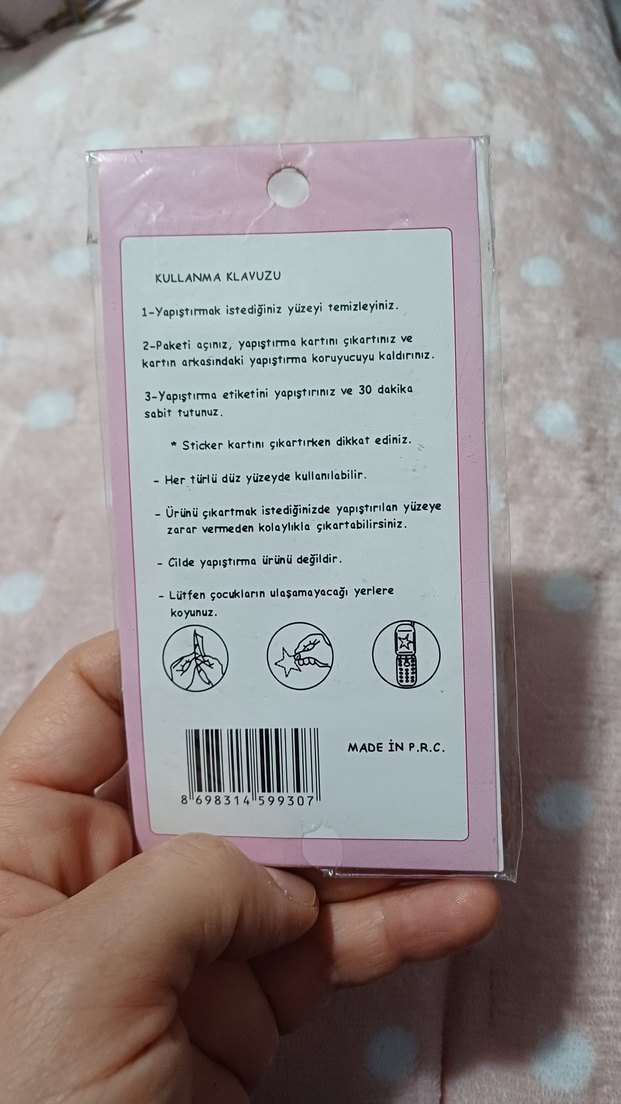 KULLANMA KLAVUZU
1-Yapıştırmak istediğiniz yüzeyi temizleyiniz.
2-Paketi açınız, yapıştırma kartını çıkartınız ve
kartın arkasındaki yapıştırma koruyucuyu kaldırınız.
3-Yapıştırma etiketini yapıştırınız ve 30 dakika
sabit tutunuz.
* Sticker kartını çıkartırken dikkat ediniz.
- Her türlü düz yüzeyde kullanılabilir.
- Ürünü çıkartmak istediğinizde yapıştırılan yüzeye
zarar vermeden kolaylıkla çıkartabilirsiniz.
- Cilde yapıştırma ürünü değildir.
- Lütfen çocukların ulaşamayacağı yerlere
koyunuz.
MADE İN P.R.C.
8 698314 599307